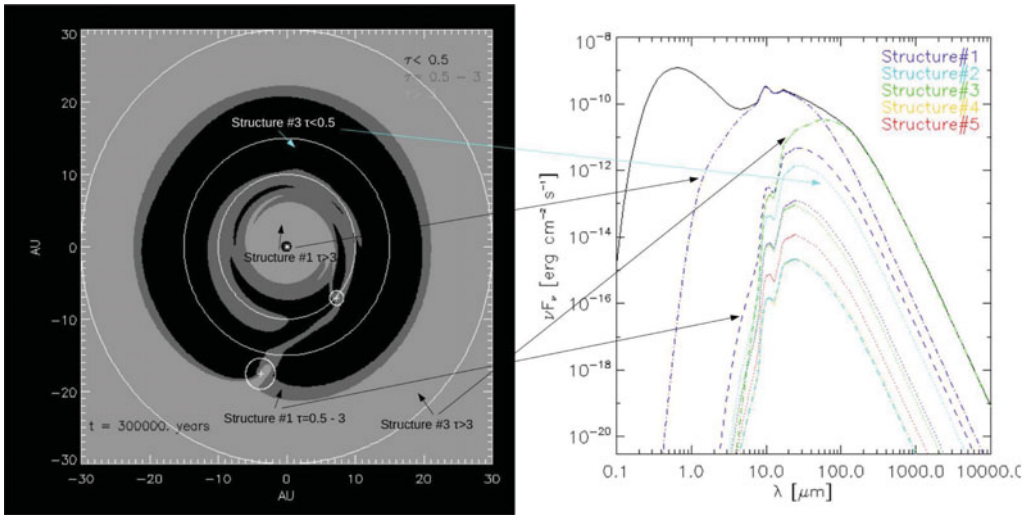 30
20
10
0
-10
-20
-30
AU
τ< 0.5
τ = 0.5 - 3
Structure #3 τ<0.5
Structure #1 τ>3
Structure #1 τ=0.5 - 3
Structure #3 τ>3
t = 300000. years
-30 -20 -10 0 10 20 30
AU
10⁻⁸
10⁻¹⁰
10⁻¹²
10⁻¹⁴
10⁻¹⁶
10⁻¹⁸
10⁻²⁰
νFᵥ [erg cm⁻² s⁻¹]
Structure#1
Structure#2
Structure#3
Structure#4
Structure#5
0.1 1.0 10.0 100.0 1000.0 10000.0
λ [μm]